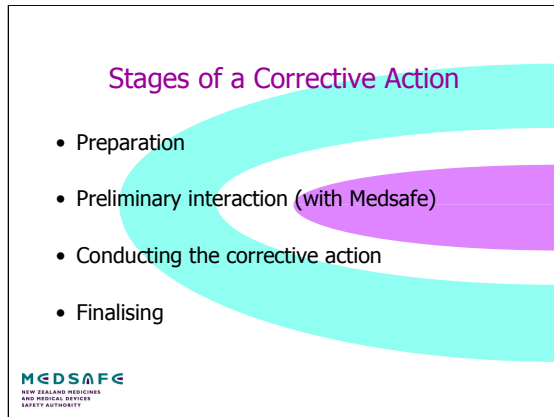 Stages of a Corrective Action
• Preparation
• Preliminary interaction (with Medsafe)
• Conducting the corrective action
• Finalising
MEDSAFE
NEW ZEALAND MEDICINES
AND MEDICAL DEVICES
SAFETY AUTHORITY